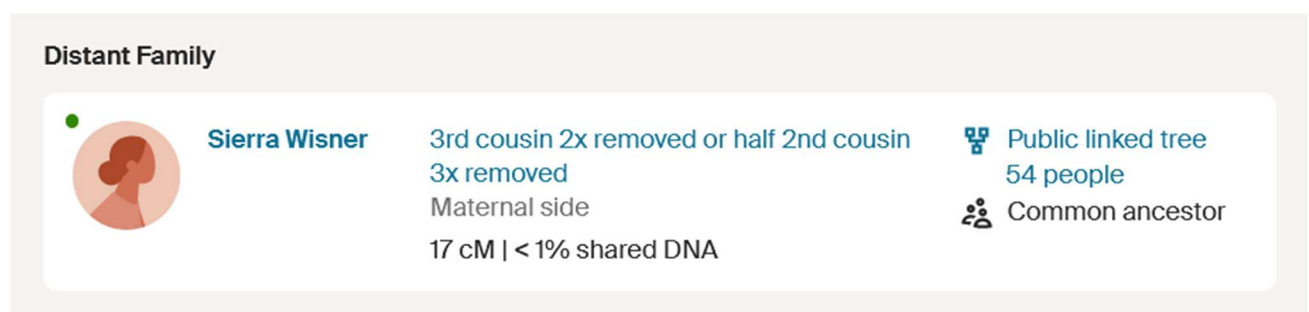 Distant Family
Sierra Wisner
3rd cousin 2x removed or half 2nd cousin
3x removed
Maternal side
17 cM | < 1% shared DNA
Public linked tree
54 people
Common ancestor